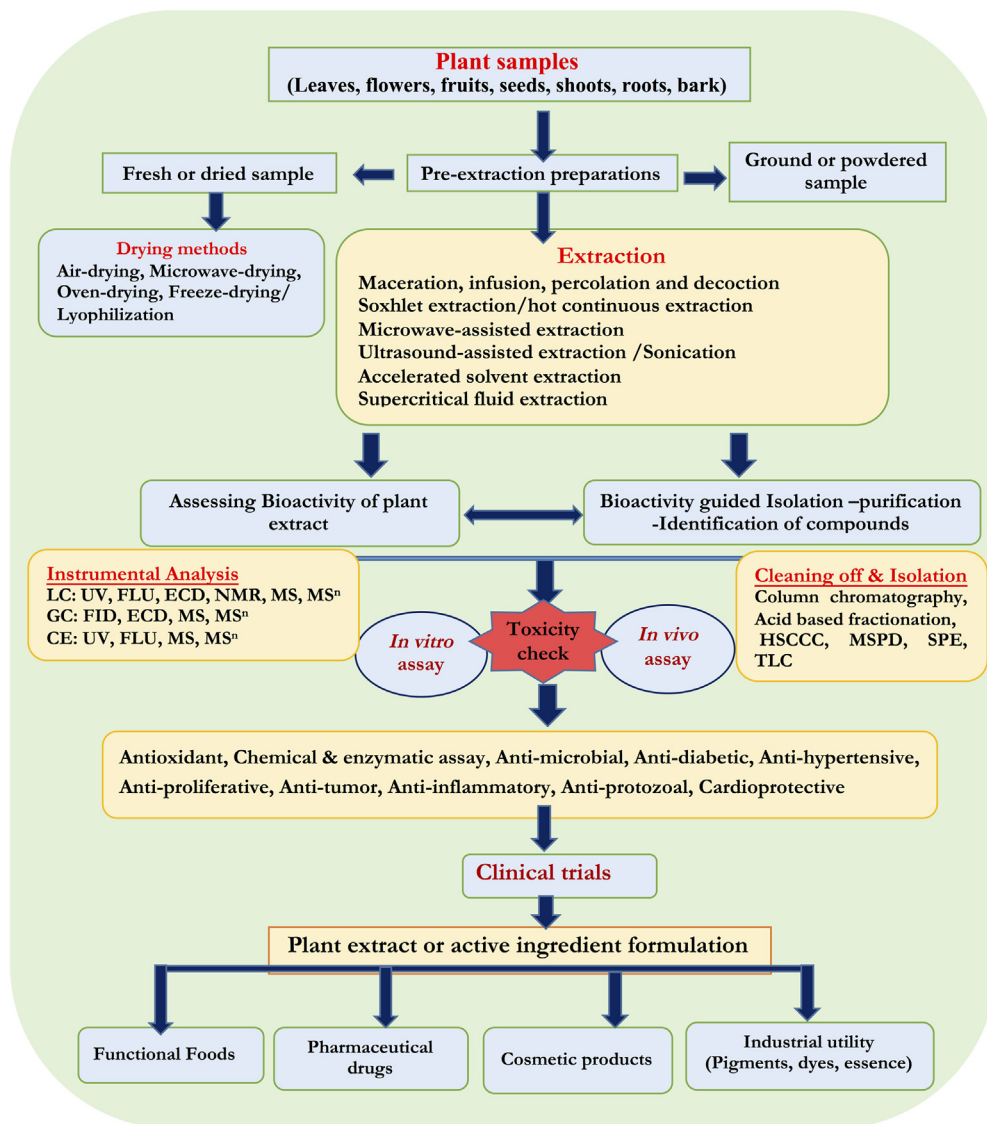 Plant samples
(Leaves, flowers, fruits, seeds, shoots, roots, bark)
Fresh or dried sample
Pre-extraction preparations
Ground or powdered
sample
Drying methods
Air-drying, Microwave-drying,
Oven-drying, Freeze-drying/
Lyophilization
Extraction
Maceration, infusion, percolation and decoction
Soxhlet extraction/hot continuous extraction
Microwave-assisted extraction
Ultrasound-assisted extraction /Sonication
Accelerated solvent extraction
Supercritical fluid extraction
Assessing Bioactivity of plant
extract
Bioactivity guided Isolation –purification
-Identification of compounds
Instrumental Analysis
LC: UV, FLU, ECD, NMR, MS, MSⁿ
GC: FID, ECD, MS, MSⁿ
CE: UV, FLU, MS, MSⁿ
In vitro
assay
Toxicity
check
In vivo
assay
Cleaning off & Isolation
Column chromatography,
Acid based fractionation,
HSCCC, MSPD, SPE,
TLC
Antioxidant, Chemical & enzymatic assay, Anti-microbial, Anti-diabetic, Anti-hypertensive,
Anti-proliferative, Anti-tumor, Anti-inflammatory, Anti-protozoal, Cardioprotective
Clinical trials
Plant extract or active ingredient formulation
Functional Foods
Pharmaceutical
drugs
Cosmetic products
Industrial utility
(Pigments, dyes, essence)